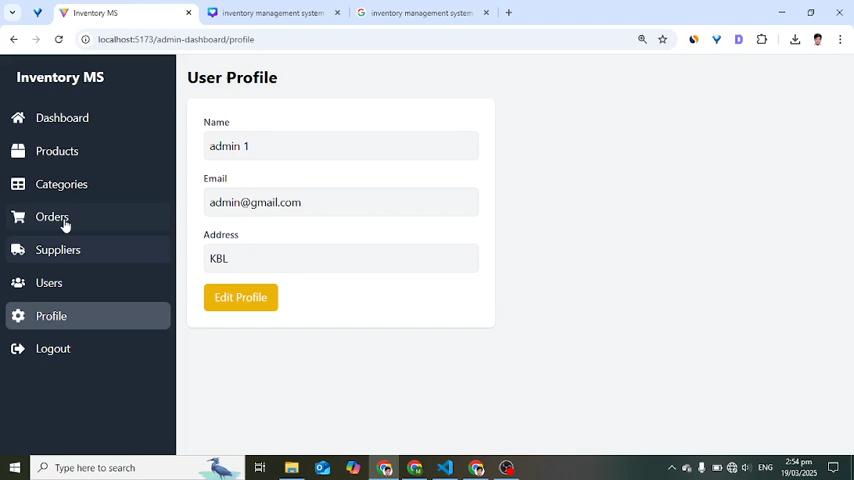 Inventory MS
inventory management system
inventory management system
localhost:5173/admin-dashboard/profile
Inventory MS
Dashboard
Products
Categories
Orders
Suppliers
Users
Profile
Logout
User Profile
Name
admin 1
Email
admin@gmail.com
Address
KBL
Edit Profile
Type here to search
ENG
2:54 pm
19/03/2025